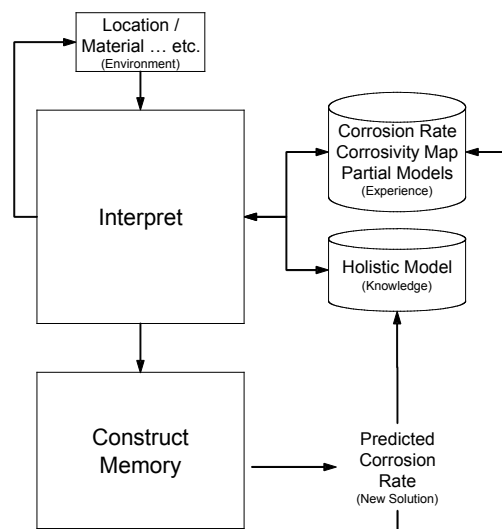 Location /
Material … etc.
(Environment)
Interpret
Corrosion Rate
Corrosivity Map
Partial Models
(Experience)
Holistic Model
(Knowledge)
Construct
Memory
Predicted
Corrosion
Rate
(New Solution)